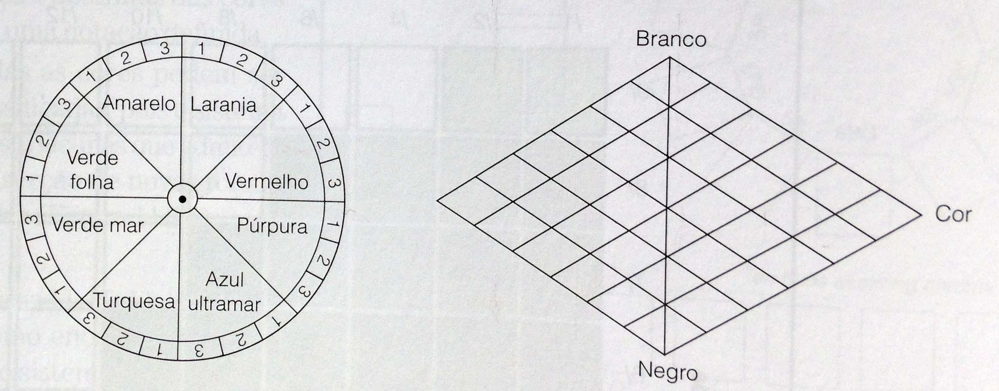 3 1
2 2
1 3
3 1
Amarelo Laranja
2 2
Verde
folha
Vermelho
1 3
3 1
Verde mar Púrpura
2 2
Azul
ultramar
Turquesa
1 3
3 1
2 2
1 3
Branco
Cor
Negro